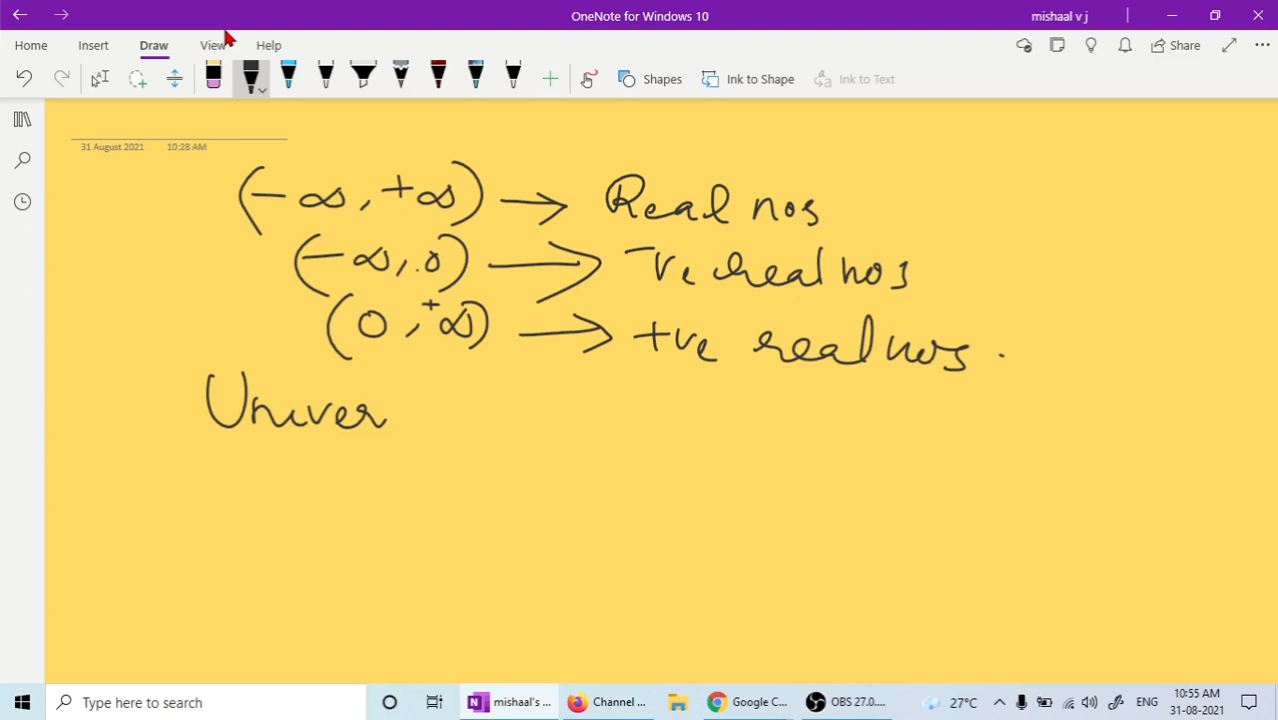 OneNote for Windows 10
mishaal v j
Home Insert Draw View Help
Share
Shapes
Ink to Shape
Ink to Text
31 August 2021 10:28 AM
(-∞, +∞) → Real nos
(-∞, 0) → -ve real nos
(0, +∞) → +ve real nos.
Univer
Type here to search
mishaal's ...
Channel ...
Google C...
OBS 27.0....
27°C
ENG
10:55 AM
31-08-2021